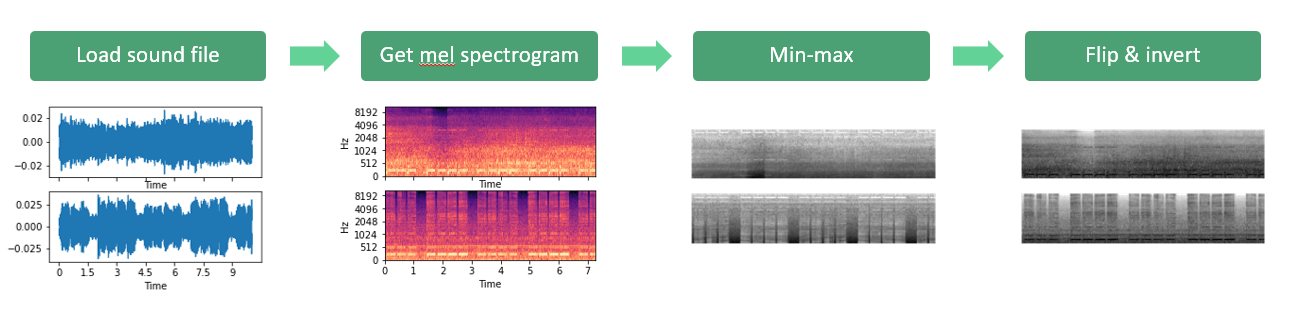 Load sound file
Get mel spectrogram
Min-max
Flip & invert
0.02
0.00
−0.02
Time
0.025
0.000
−0.025
0 1.5 3 4.5 6 7.5 9
Time
8192
4096
2048
1024
512
0
Hz
Time
8192
4096
2048
1024
512
0
Hz
0 1 2 3 4 5 6 7
Time